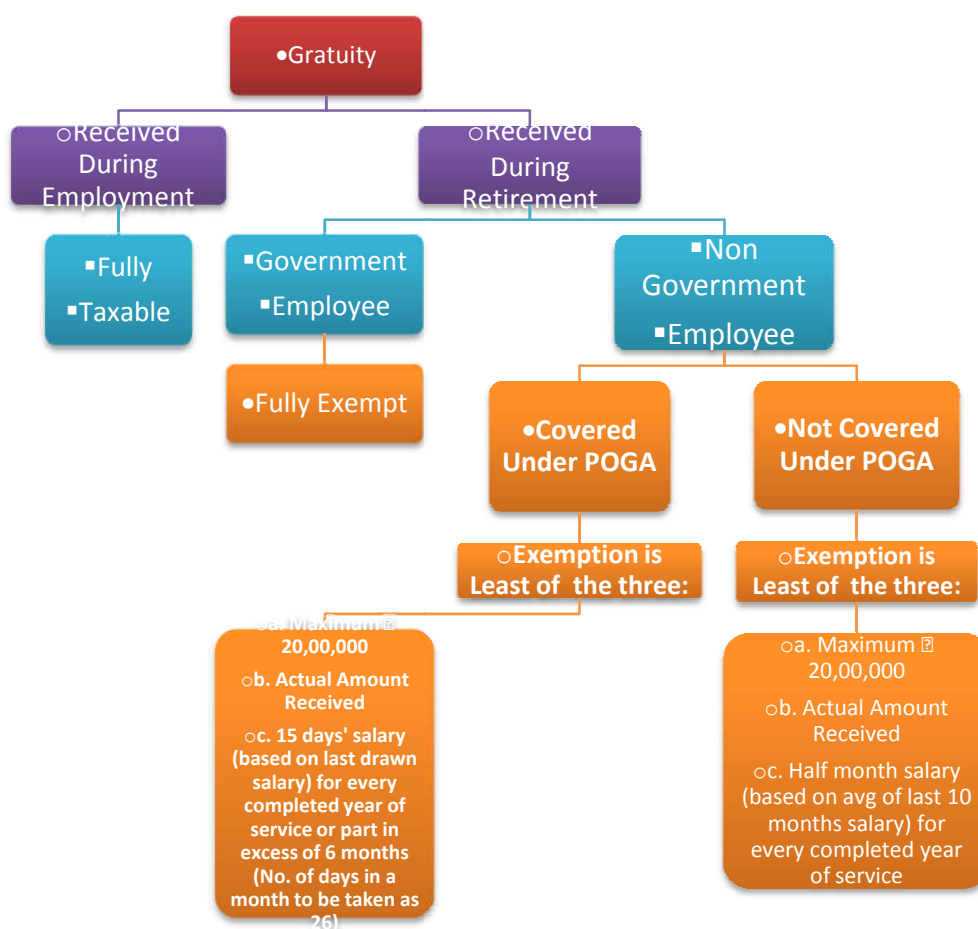 •Gratuity
○Received
During
Employment
○Received
During
Retirement
▪Fully
▪Taxable
▪Government
▪Employee
▪Non
Government
▪Employee
•Fully Exempt
•Covered
Under POGA
•Not Covered
Under POGA
○Exemption is
Least of the three:
○Exemption is
Least of the three:
○a. Maximum ⍰
20,00,000
○b. Actual Amount
Received
○c. 15 days' salary
(based on last drawn
salary) for every
completed year of
service or part in
excess of 6 months
(No. of days in a
month to be taken as
26)
○a. Maximum ⍰
20,00,000
○b. Actual Amount
Received
○c. Half month salary
(based on avg of last 10
months salary) for
every completed year
of service